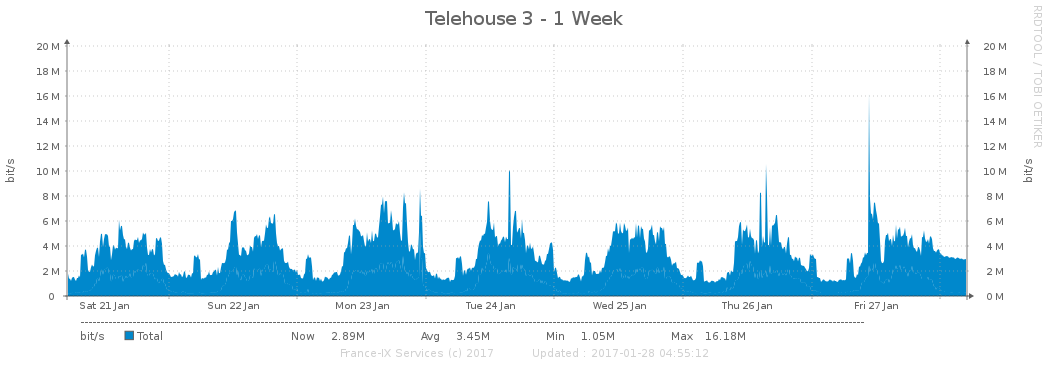 Telehouse 3 - 1 Week
RRDTOOL / TOBI OETIKER
bit/s
20 M 20 M
18 M 18 M
16 M 16 M
14 M 14 M
12 M 12 M
10 M 10 M
8 M 8 M
6 M 6 M
4 M 4 M
2 M 2 M
0 0 M
bit/s
Sat 21 Jan Sun 22 Jan Mon 23 Jan Tue 24 Jan Wed 25 Jan Thu 26 Jan Fri 27 Jan
bit/s Total Now 2.89M Avg 3.45M Min 1.05M Max 16.18M
France-IX Services (c) 2017 Updated : 2017-01-28 04:55:12